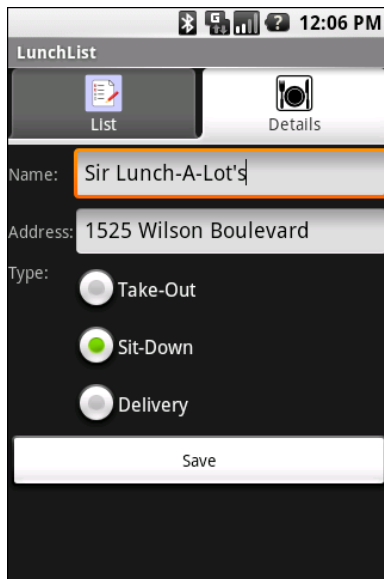 12:06 PM
LunchList
List Details
Name: Sir Lunch-A-Lot's
Address: 1525 Wilson Boulevard
Type:
Take-Out
Sit-Down
Delivery
Save